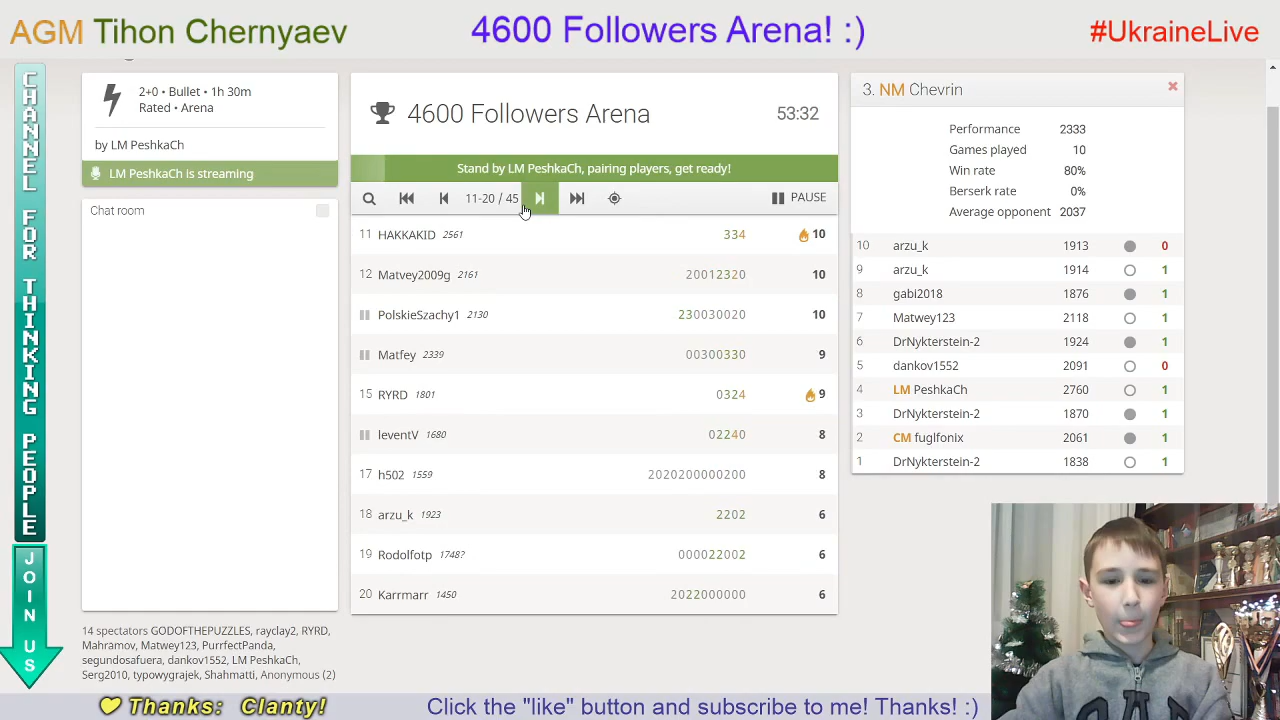 AGM Tihon Chernyaev
4600 Followers Arena! :)
#UkraineLive
CHANNEL FOR THINKING PEOPLE
JOIN US
2+0 • Bullet • 1h 30m
Rated • Arena
by LM PeshkaCh
LM PeshkaCh is streaming
Chat room
14 spectators GODOFTHEPUZZLES, rayclay2, RYRD,
Mahramov, Matwey123, PurrfectPanda,
segundosafuera, dankov1552, LM PeshkaCh,
Serg2010, typowygrajek, Shahmatti, Anonymous (2)
4600 Followers Arena 53:32
Stand by LM PeshkaCh, pairing players, get ready!
11-20 / 45 PAUSE
11 HAKKAKID 2561 334 10
12 Matvey2009g 2161 20012320 10
PolskieSzachy1 2130 230030020 10
Matfey 2339 00300330 9
15 RYRD 1801 0324 9
leventV 1680 02240 8
17 h502 1559 2020200000200 8
18 arzu_k 1923 2202 6
19 Rodolfotp 1748? 000022002 6
20 Karrmarr 1450 2022000000 6
3. NM Chevrin
Performance 2333
Games played 10
Win rate 80%
Berserk rate 0%
Average opponent 2037
10 arzu_k 1913 0
9 arzu_k 1914 1
8 gabi2018 1876 1
7 Matwey123 2118 1
6 DrNykterstein-2 1924 1
5 dankov1552 2091 0
4 LM PeshkaCh 2760 1
3 DrNykterstein-2 1870 1
2 CM fuglfonix 2061 1
1 DrNykterstein-2 1838 1
Thanks: Clanty!
Click the "like" button and subscribe to me! Thanks! :)